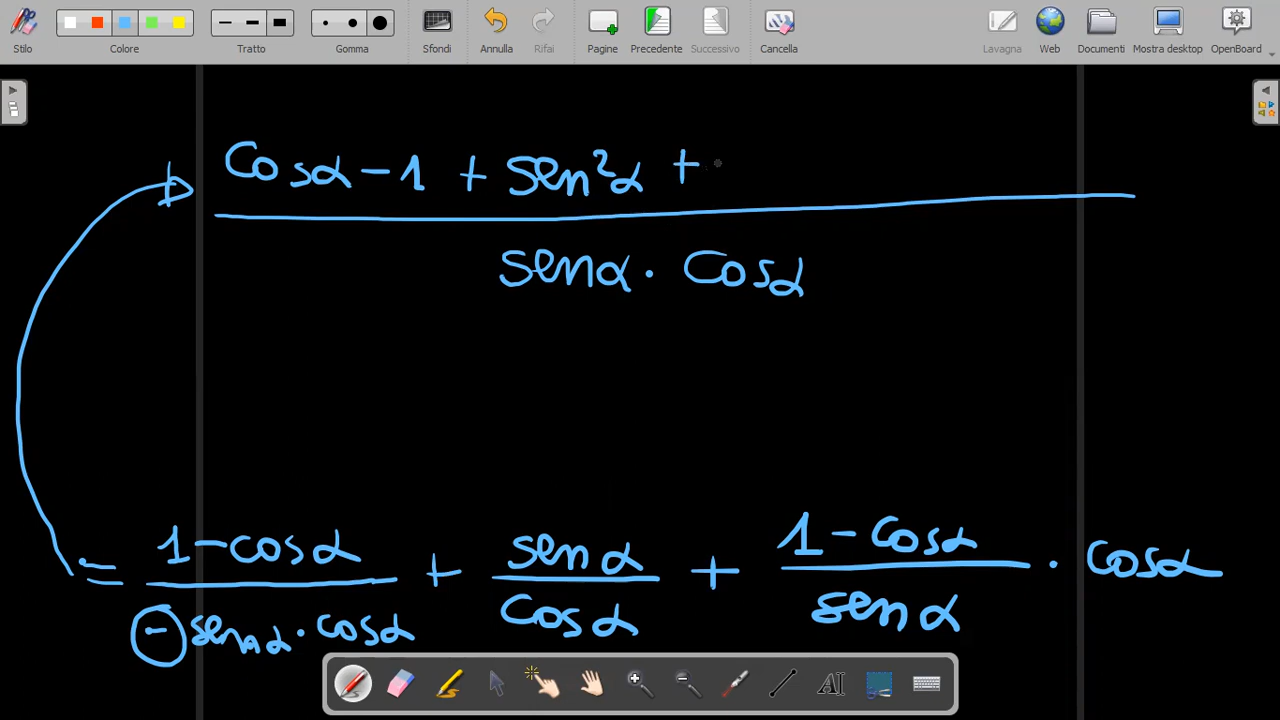 Stilo Colore Tratto Gomma Sfondi Annulla Rifai Pagine Precedente Successivo Cancella Lavagna Web Documenti Mostra desktop OpenBoard
cosα - 1 + sen²α +
senα · cosα
= 1 - cosα + senα + 1 - cosα · cosα
- senα · cosα cosα senα
AI